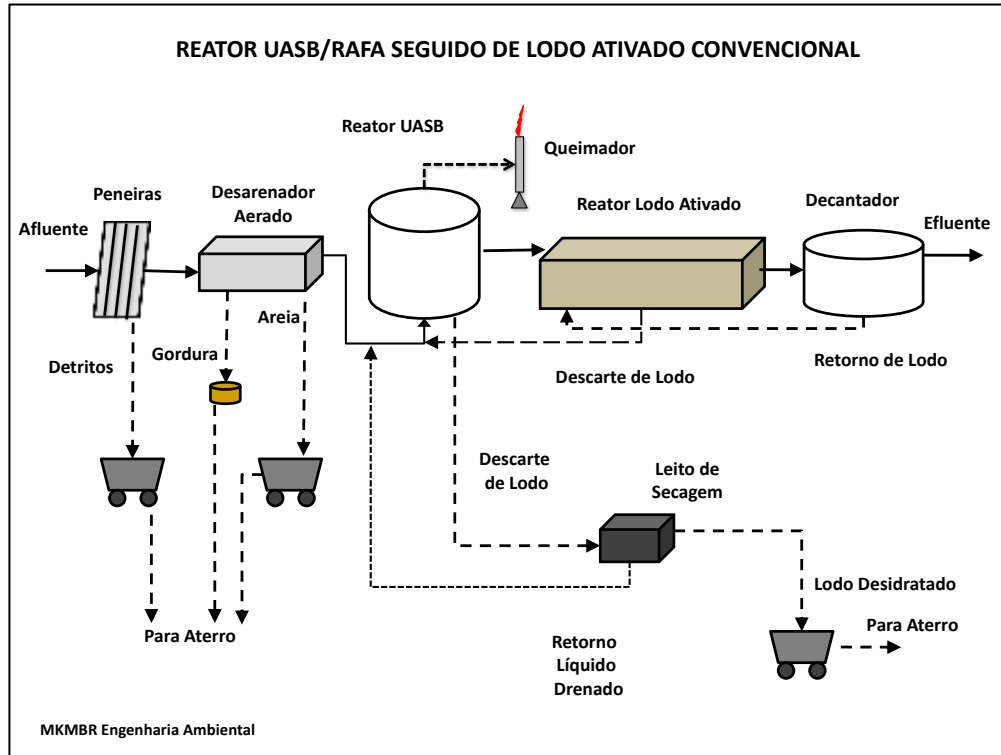 REATOR UASB/RAFA SEGUIDO DE LODO ATIVADO CONVENCIONAL
Reator UASB
Queimador
Peneiras
Desarenador
Aerado
Reator Lodo Ativado
Decantador
Afluente
Efluente
Areia
Gordura
Detritos
Retorno de Lodo
Descarte de Lodo
Descarte
de Lodo
Leito de
Secagem
Lodo Desidratado
Para Aterro
Para Aterro
Retorno
Líquido
Drenado
MKMBR Engenharia Ambiental